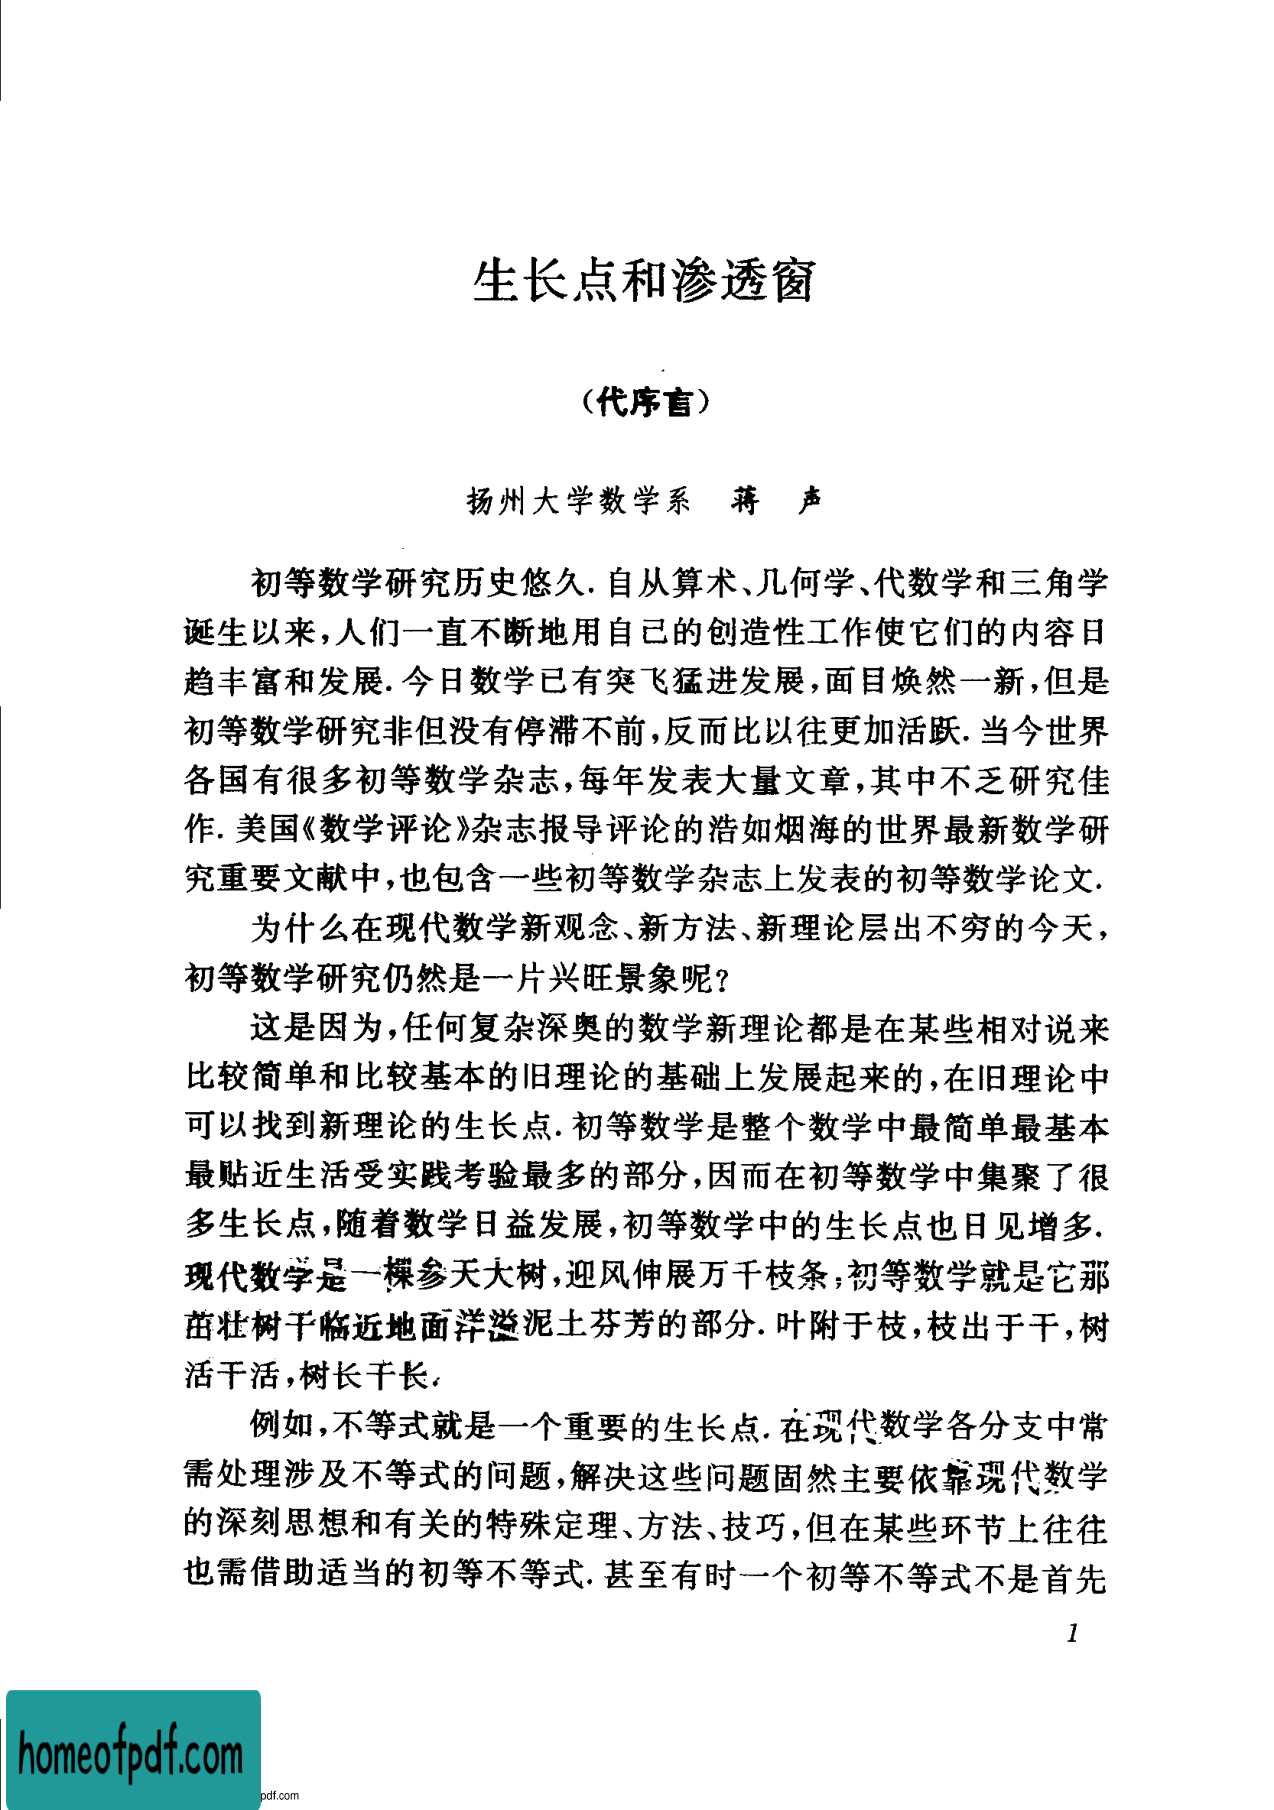 生长点和渗透窗
（代序言）
扬州大学数学系　蒋　声
初等数学研究历史悠久. 自从算术、几何学、代数学和三角学
诞生以来,人们一直不断地用自己的创造性工作使它们的内容日
趋丰富和发展. 今日数学已有突飞猛进发展,面目焕然一新,但是
初等数学研究非但没有停滞不前,反而比以往更加活跃. 当今世界
各国有很多初等数学杂志,每年发表大量文章,其中不乏研究佳
作. 美国《数学评论》杂志报导评论的浩如烟海的世界最新数学研
究重要文献中,也包含一些初等数学杂志上发表的初等数学论文.
为什么在现代数学新观念、新方法、新理论层出不穷的今天,
初等数学研究仍然是一片兴旺景象呢?
这是因为,任何复杂深奥的数学新理论都是在某些相对说来
比较简单和比较基本的旧理论的基础上发展起来的,在旧理论中
可以找到新理论的生长点. 初等数学是整个数学中最简单最基本
最贴近生活受实践考验最多的部分,因而在初等数学中集聚了很
多生长点,随着数学日益发展,初等数学中的生长点也日见增多.
现代数学是一棵参天大树,迎风伸展万千枝条;初等数学就是它那
茁壮树干临近地面洋溢泥土芬芳的部分. 叶附于枝,枝出于干,树
活干活,树长干长.
例如,不等式就是一个重要的生长点. 在现代数学各分支中常
需处理涉及不等式的问题,解决这些问题固然主要依靠现代数学
的深刻思想和有关的特殊定理、方法、技巧,但在某些环节上往往
也需借助适当的初等不等式. 甚至有时一个初等不等式不是首先
1
homeofpdf.com
pdf.com